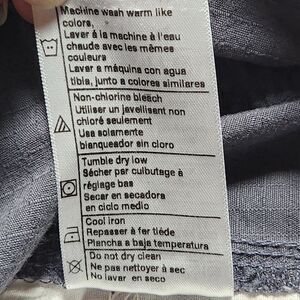 Machine wash warm like
colors,
Laver à la machine à l'eau
chaude avec les mêmes
couleurs
Lavar a máquina con agua
tibia, junto a colores similares
Non-chlorine bleach
Utiliser un javellisant non
chloré seulement
Usa solamente
blanqueador sin cloro
Tumble dry low
Sécher par culbutage à
réglage bas
Secar en secadora
en ciclo medio
Cool iron
Repasser à fer tiède
Plancha a baja temperatura
Do not dry clean
Ne pas nettoyer à sec
No lavar en seco